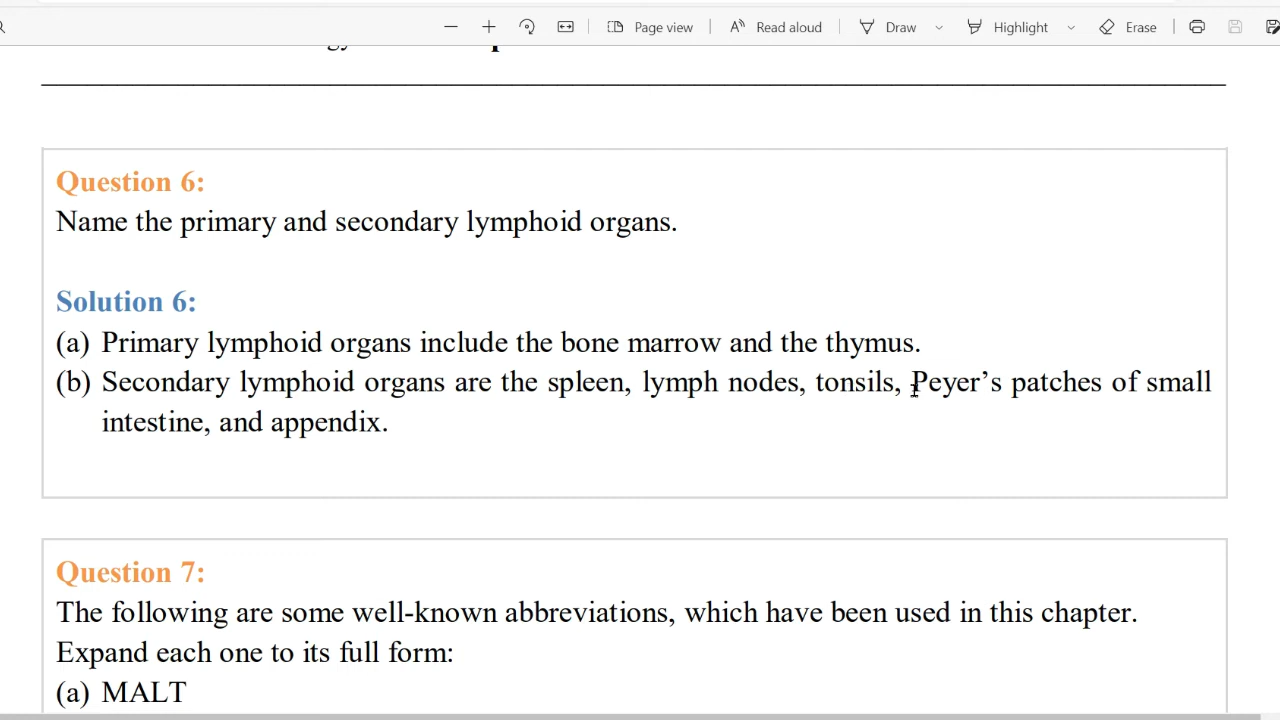 Page view Read aloud Draw Highlight Erase
Question 6:
Name the primary and secondary lymphoid organs.
Solution 6:
(a) Primary lymphoid organs include the bone marrow and the thymus.
(b) Secondary lymphoid organs are the spleen, lymph nodes, tonsils, Peyer’s patches of small
intestine, and appendix.
Question 7:
The following are some well-known abbreviations, which have been used in this chapter.
Expand each one to its full form:
(a) MALT